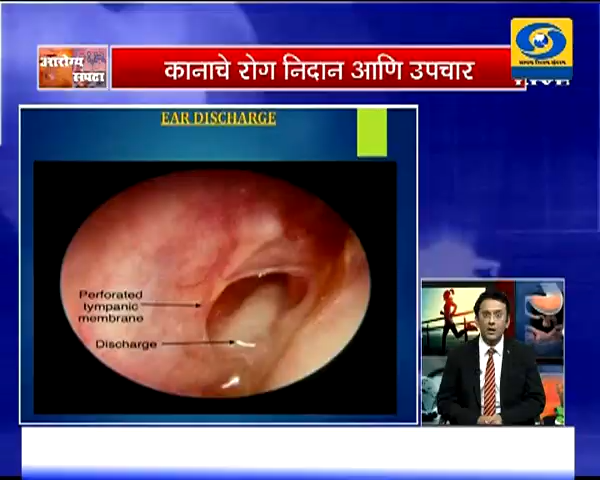 आरोग्य
संपदा
कानाचे रोग निदान आणि उपचार
EAR DISCHARGE
Perforated
tympanic
membrane
Discharge